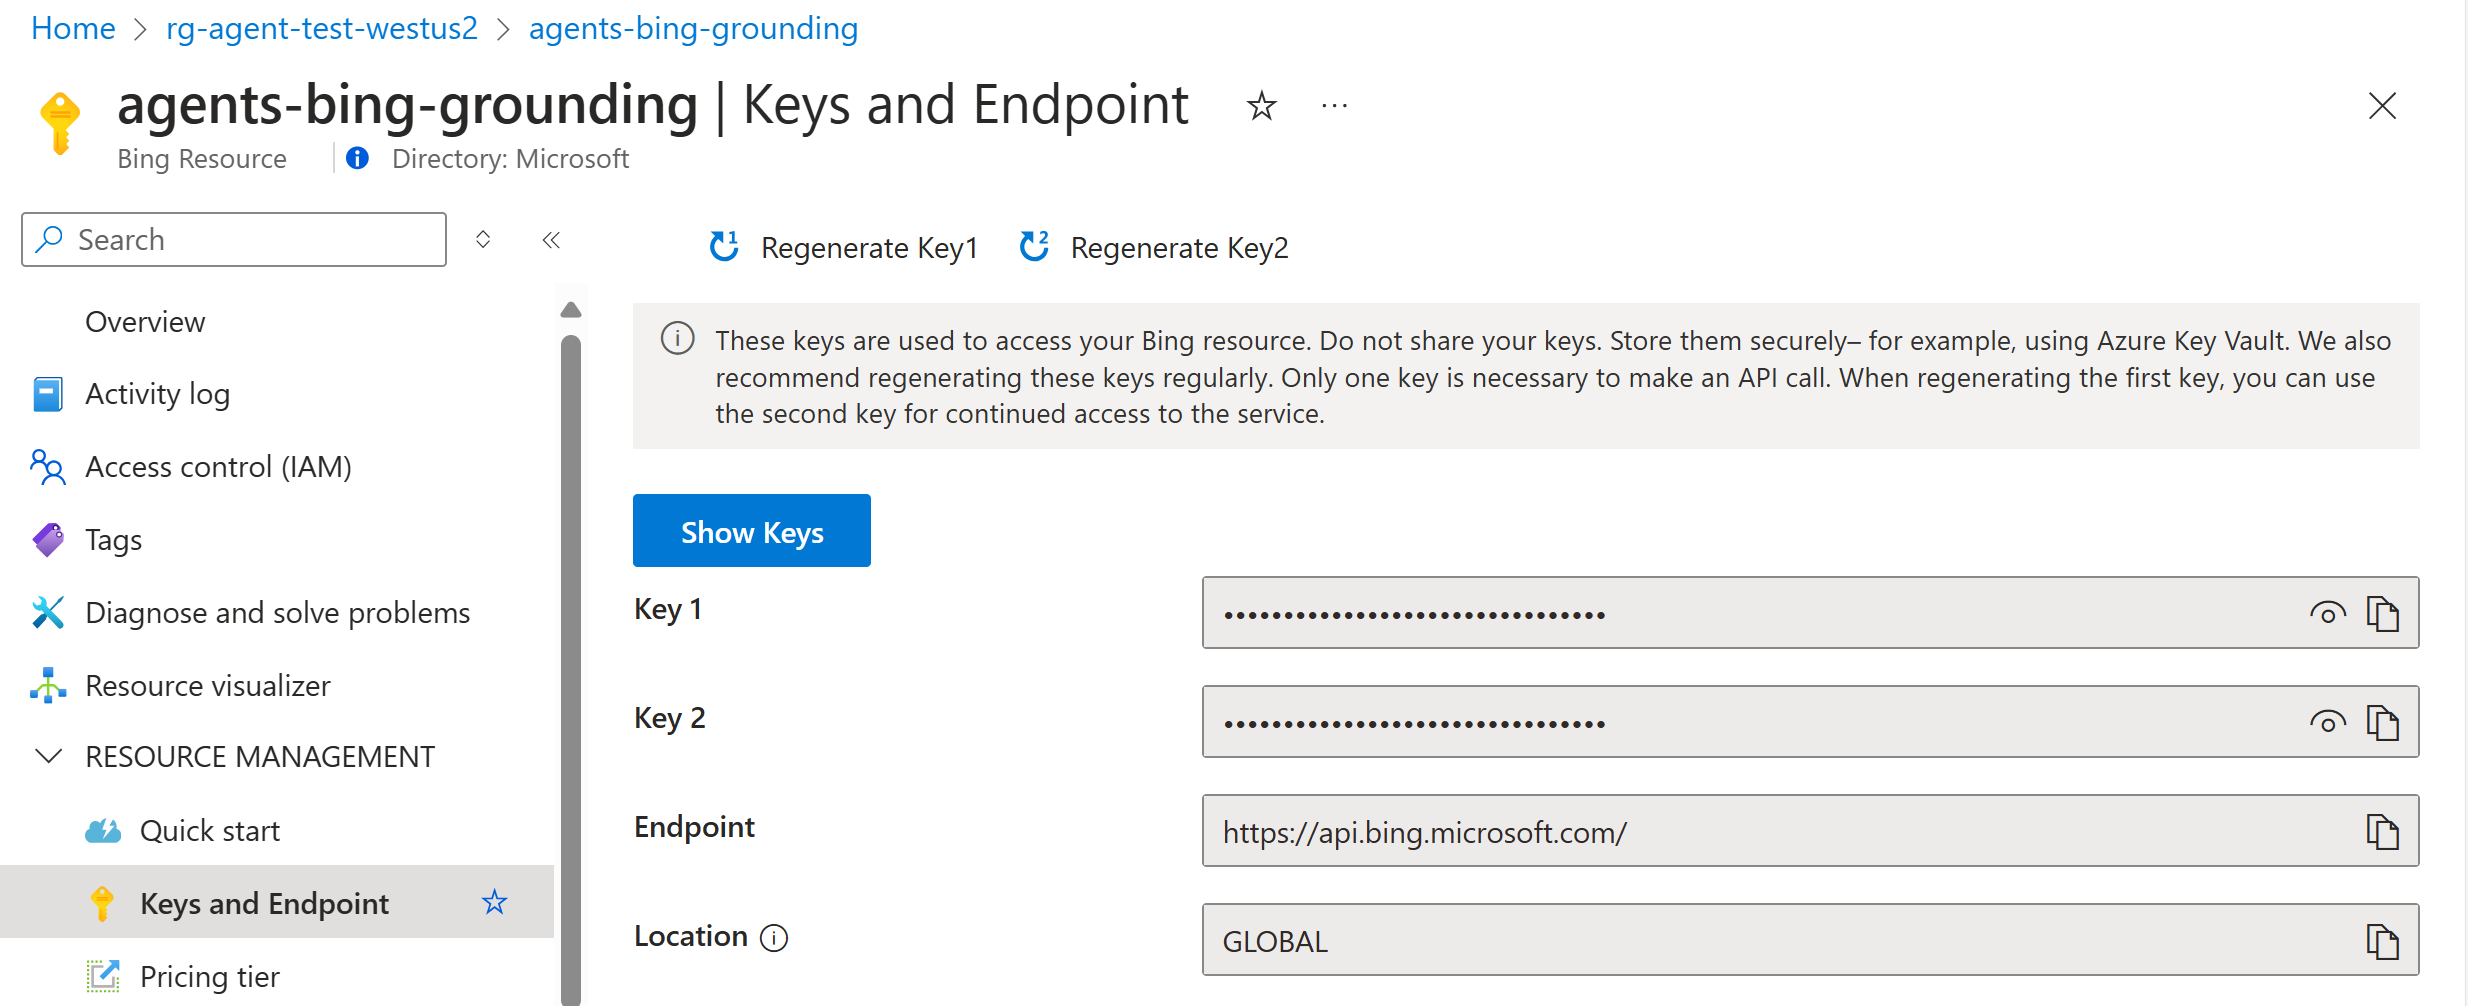 Home > rg-agent-test-westus2 > agents-bing-grounding
agents-bing-grounding | Keys and Endpoint
Bing Resource
Directory: Microsoft
Search
Regenerate Key1
Regenerate Key2
Overview
Activity log
Access control (IAM)
Tags
Diagnose and solve problems
Resource visualizer
RESOURCE MANAGEMENT
Quick start
Keys and Endpoint
Pricing tier
These keys are used to access your Bing resource. Do not share your keys. Store them securely– for example, using Azure Key Vault. We also
recommend regenerating these keys regularly. Only one key is necessary to make an API call. When regenerating the first key, you can use
the second key for continued access to the service.
Show Keys
Key 1
••••••••••••••••••••••••••••••••
Key 2
••••••••••••••••••••••••••••••••
Endpoint
https://api.bing.microsoft.com/
Location
GLOBAL